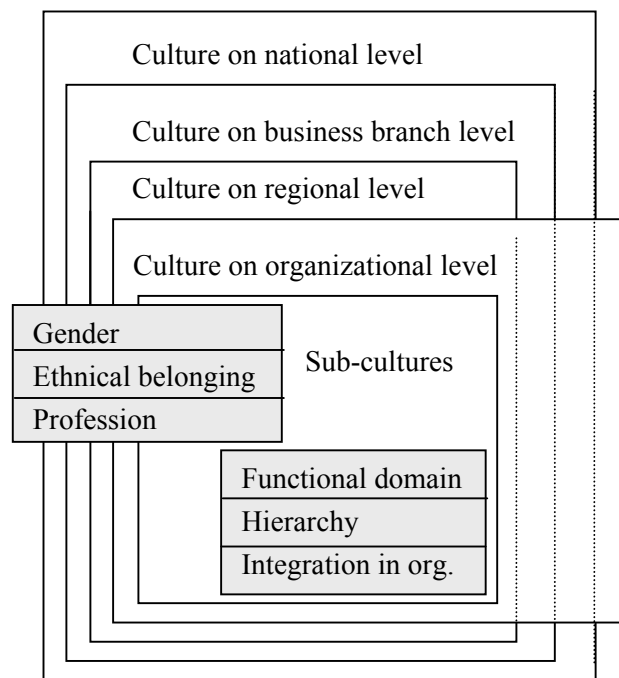 Culture on national level
Culture on business branch level
Culture on regional level
Culture on organizational level
Gender
Ethnical belonging
Profession
Sub-cultures
Functional domain
Hierarchy
Integration in org.